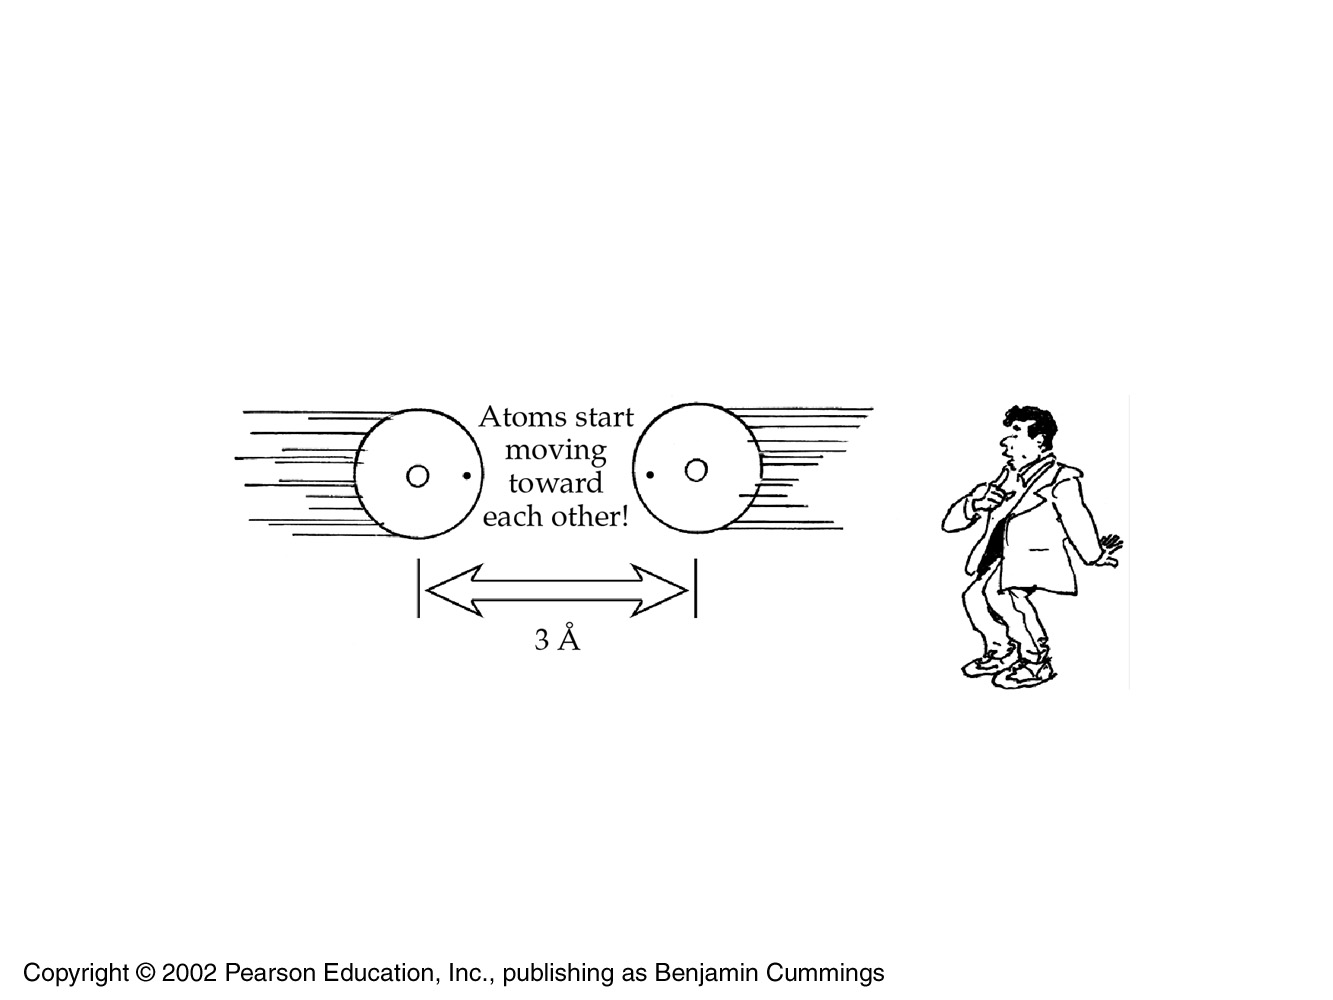 Atoms start
moving
toward
each other!
3 Å
Copyright © 2002 Pearson Education, Inc., publishing as Benjamin Cummings